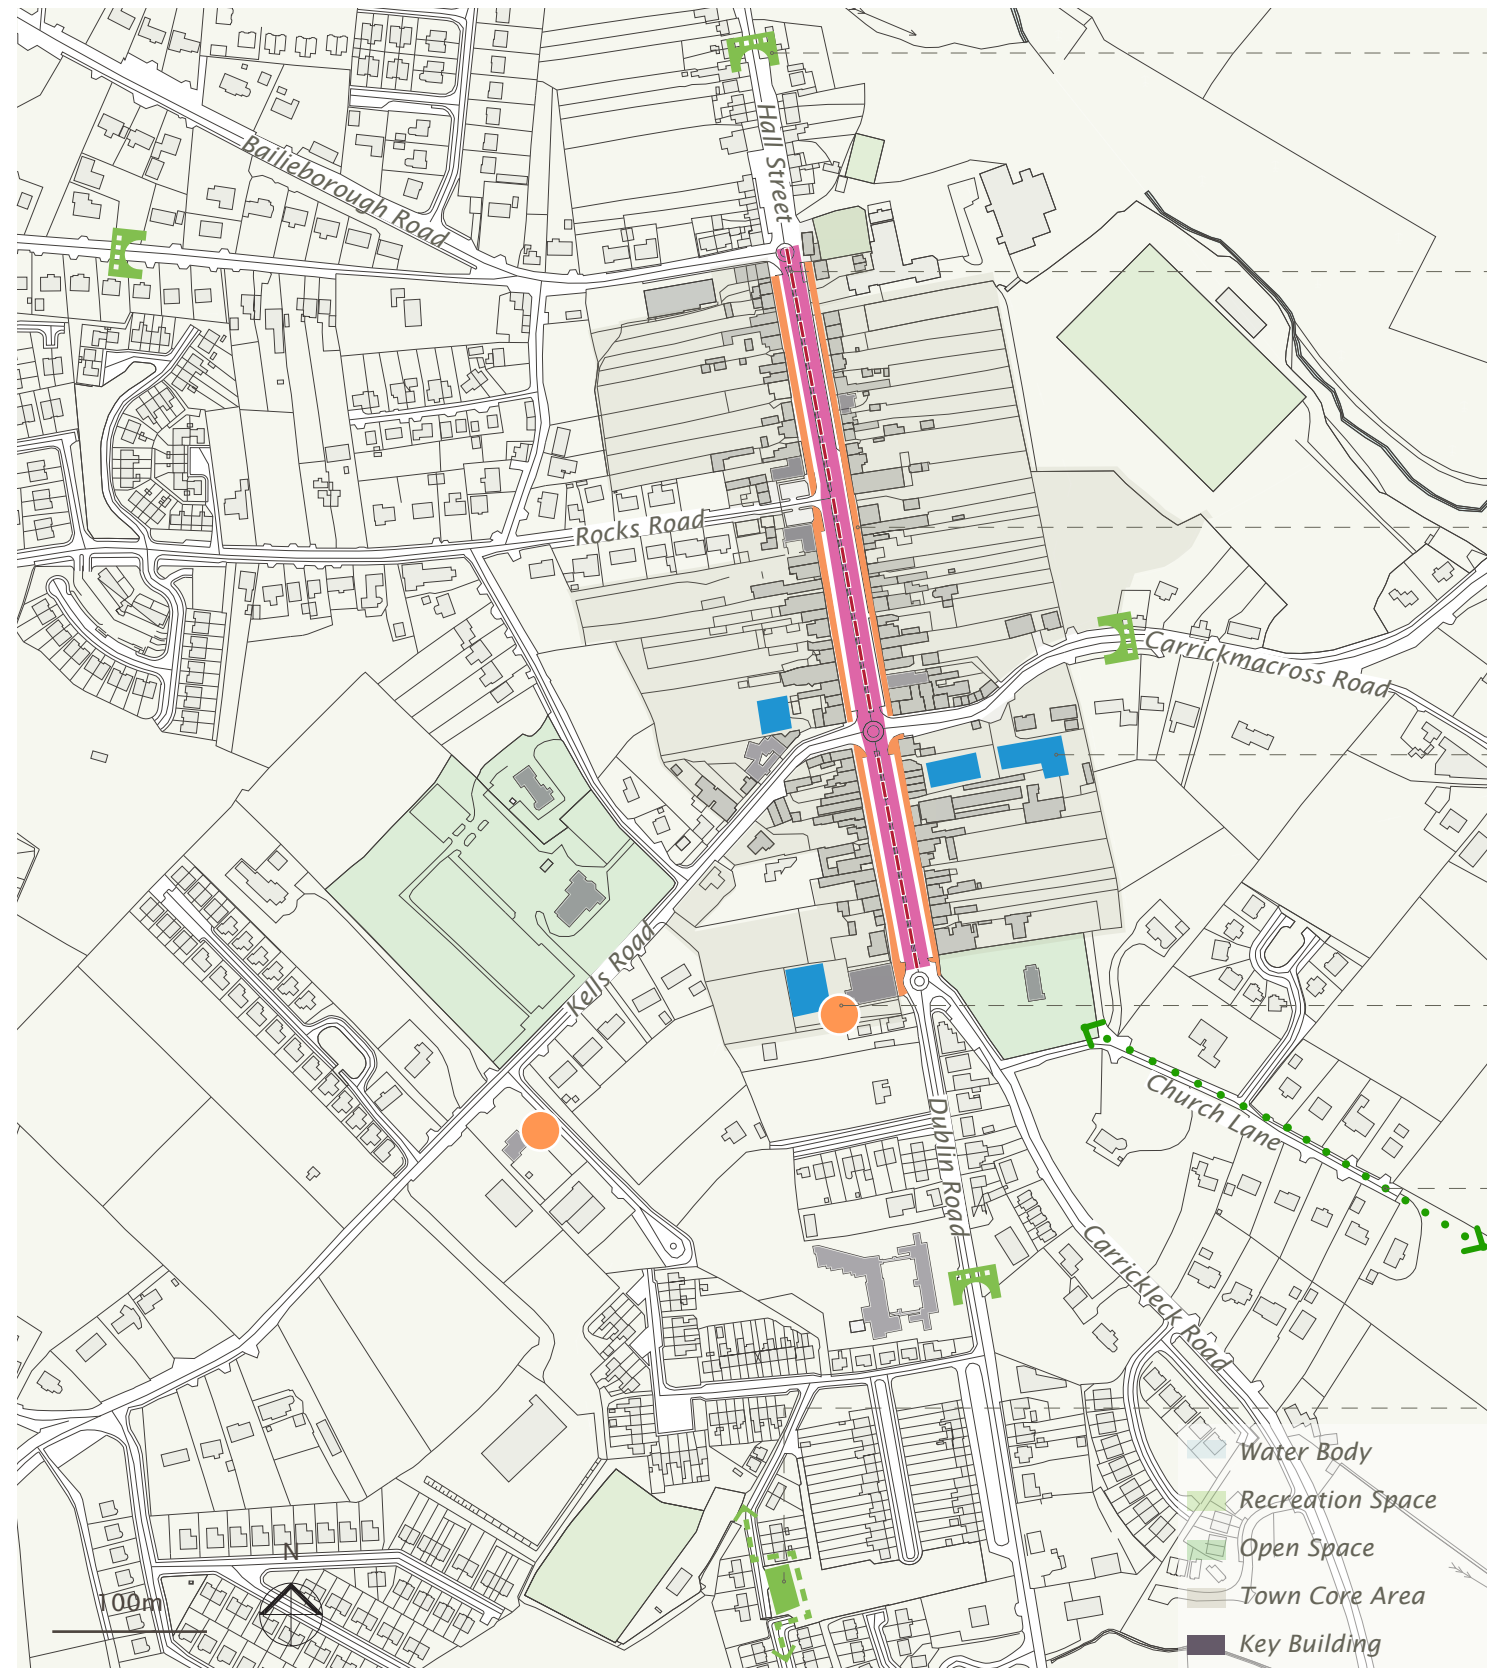 Hall Street
Bailieborough Road
Rocks Road
Carrickmacross Road
Kells Road
Church Lane
Dublin Road
Carrickleck Road
Water Body
Recreation Space
Open Space
Town Core Area
Key Building
N
100m